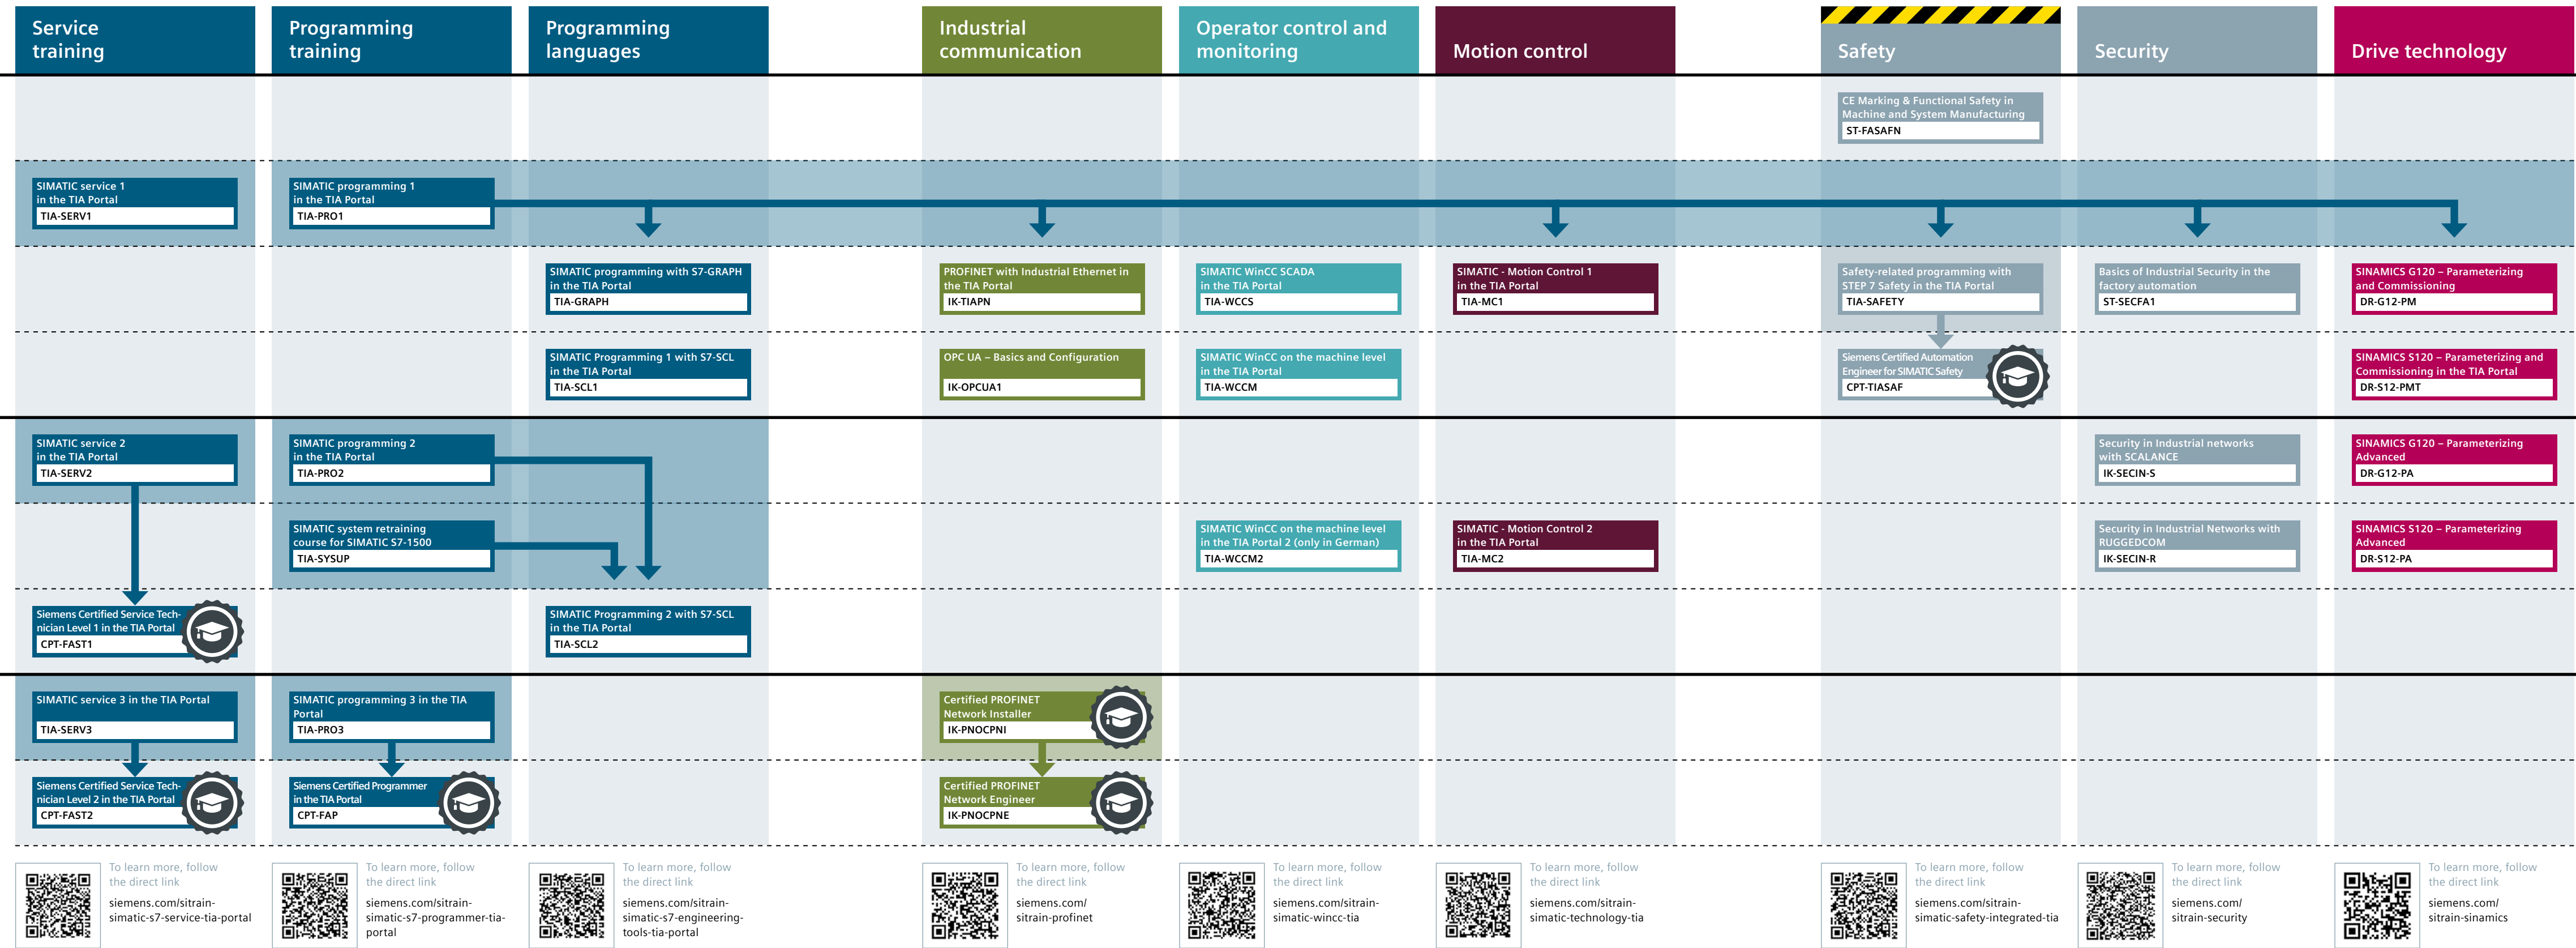 Service
training
Programming
training
Programming
languages
Industrial
communication
Operator control and
monitoring
Motion control
Safety
Security
Drive technology
CE Marking & Functional Safety in
Machine and System Manufacturing
ST-FASAFN
SIMATIC service 1
in the TIA Portal
TIA-SERV1
SIMATIC programming 1
in the TIA Portal
TIA-PRO1
SIMATIC programming with S7-GRAPH
in the TIA Portal
TIA-GRAPH
PROFINET with Industrial Ethernet in
the TIA Portal
IK-TIAPN
SIMATIC WinCC SCADA
in the TIA Portal
TIA-WCCS
SIMATIC - Motion Control 1
in the TIA Portal
TIA-MC1
Safety-related programming with
STEP 7 Safety in the TIA Portal
TIA-SAFETY
Basics of Industrial Security in the
factory automation
ST-SECFA1
SINAMICS G120 – Parameterizing
and Commissioning
DR-G12-PM
SIMATIC Programming 1 with S7-SCL
in the TIA Portal
TIA-SCL1
OPC UA – Basics and Configuration
IK-OPCUA1
SIMATIC WinCC on the machine level
in the TIA Portal
TIA-WCCM
Siemens Certified Automation
Engineer for SIMATIC Safety
CPT-TIASAF
SINAMICS S120 – Parameterizing and
Commissioning in the TIA Portal
DR-S12-PMT
SIMATIC service 2
in the TIA Portal
TIA-SERV2
SIMATIC programming 2
in the TIA Portal
TIA-PRO2
Security in Industrial networks
with SCALANCE
IK-SECIN-S
SINAMICS G120 – Parameterizing
Advanced
DR-G12-PA
SIMATIC system retraining
course for SIMATIC S7-1500
TIA-SYSUP
SIMATIC WinCC on the machine level
in the TIA Portal 2 (only in German)
TIA-WCCM2
SIMATIC - Motion Control 2
in the TIA Portal
TIA-MC2
Security in Industrial Networks with
RUGGEDCOM
IK-SECIN-R
SINAMICS S120 – Parameterizing
Advanced
DR-S12-PA
Siemens Certified Service Tech-
nician Level 1 in the TIA Portal
CPT-FAST1
SIMATIC Programming 2 with S7-SCL
in the TIA Portal
TIA-SCL2
SIMATIC service 3 in the TIA Portal
TIA-SERV3
SIMATIC programming 3 in the TIA
Portal
TIA-PRO3
Certified PROFINET
Network Installer
IK-PNOCPNI
Siemens Certified Service Tech-
nician Level 2 in the TIA Portal
CPT-FAST2
Siemens Certified Programmer
in the TIA Portal
CPT-FAP
Certified PROFINET
Network Engineer
IK-PNOCPNE
To learn more, follow
the direct link
siemens.com/sitrain-
simatic-s7-service-tia-portal
To learn more, follow
the direct link
siemens.com/sitrain-
simatic-s7-programmer-tia-
portal
To learn more, follow
the direct link
siemens.com/sitrain-
simatic-s7-engineering-
tools-tia-portal
To learn more, follow
the direct link
siemens.com/
sitrain-profinet
To learn more, follow
the direct link
siemens.com/sitrain-
simatic-wincc-tia
To learn more, follow
the direct link
siemens.com/sitrain-
simatic-technology-tia
To learn more, follow
the direct link
siemens.com/sitrain-
simatic-safety-integrated-tia
To learn more, follow
the direct link
siemens.com/
sitrain-security
To learn more, follow
the direct link
siemens.com/
sitrain-sinamics